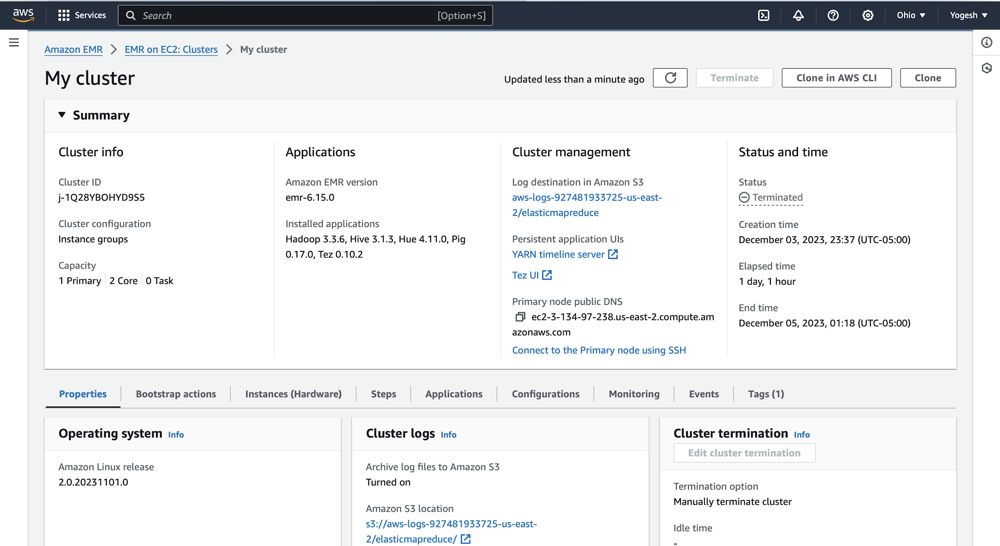 aws
Services
Search
[Option+S]
Ohio
Yogesh
Amazon EMR
EMR on EC2: Clusters
My cluster
My cluster
Updated less than a minute ago
Terminate
Clone in AWS CLI
Clone
Summary
Cluster info
Cluster ID
j-1Q28YBOHYD9S5
Cluster configuration
Instance groups
Capacity
1 Primary
2 Core
0 Task
Applications
Amazon EMR version
emr-6.15.0
Installed applications
Hadoop 3.3.6, Hive 3.1.3, Hue 4.11.0, Pig
0.17.0, Tez 0.10.2
Cluster management
Log destination in Amazon S3
aws-logs-927481933725-us-east-
2/elasticmapreduce
Persistent application UIs
YARN timeline server
Tez UI
Primary node public DNS
ec2-3-134-97-238.us-east-2.compute.am
azonaws.com
Connect to the Primary node using SSH
Status and time
Status
Terminated
Creation time
December 03, 2023, 23:37 (UTC-05:00)
Elapsed time
1 day, 1 hour
End time
December 05, 2023, 01:18 (UTC-05:00)
Properties
Bootstrap actions
Instances (Hardware)
Steps
Applications
Configurations
Monitoring
Events
Tags (1)
Operating system Info
Amazon Linux release
2.0.20231101.0
Cluster logs Info
Archive log files to Amazon S3
Turned on
Amazon S3 location
s3://aws-logs-927481933725-us-east-
2/elasticmapreduce/
Cluster termination Info
Edit cluster termination
Termination option
Manually terminate cluster
Idle time
-